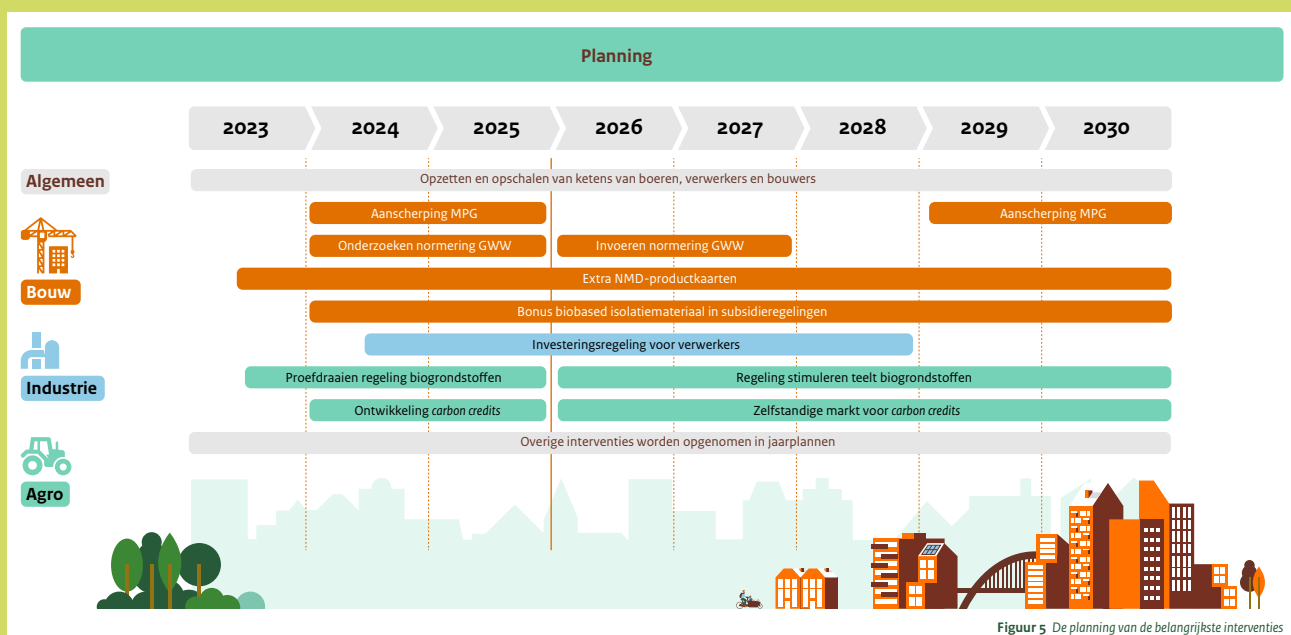 Planning
2023 2024 2025 2026 2027 2028 2029 2030
Algemeen
Opzetten en opschalen van ketens van boeren, verwerkers en bouwers
Aanscherping MPG Aanscherping MPG
Onderzoeken normering GWW Invoeren normering GWW
Extra NMD-productkaarten
Bouw
Bonus biobased isolatiemateriaal in subsidieregelingen
Investeringsregeling voor verwerkers
Industrie
Proefdraaien regeling biogrondstoffen Regeling stimuleren teelt biogrondstoffen
Ontwikkeling carbon credits Zelfstandige markt voor carbon credits
Overige interventies worden opgenomen in jaarplannen
Agro
Figuur 5 De planning van de belangrijkste interventies